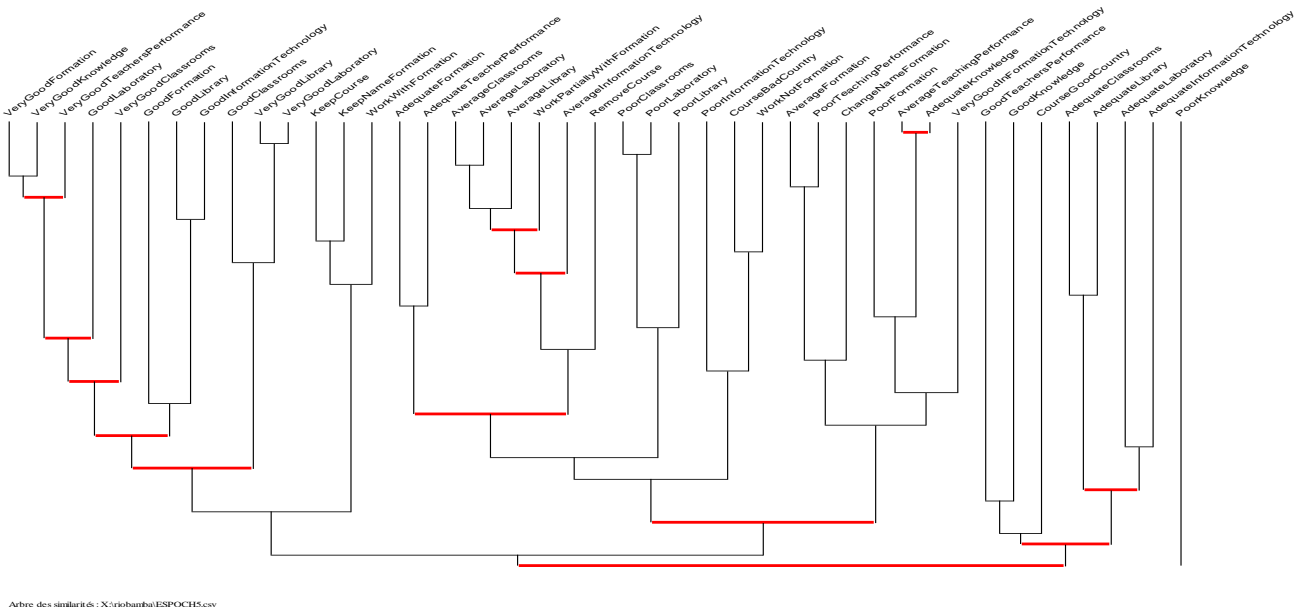 VeryGoodFormation
VeryGoodKnowledge
VeryGoodTeachersPerformance
GoodLaboratory
VeryGoodClassrooms
GoodFormation
GoodLibrary
GoodInformationTechnology
GoodClassrooms
VeryGoodLibrary
VeryGoodLaboratory
KeepCourse
KeepNameFormation
WorkWithFormation
AdequateFormation
AdequateTeacherPerformance
AverageClassrooms
AverageLaboratory
AverageLibrary
WorkPartiallyWithFormation
AverageInformationTechnology
RemoveCourse
PoorClassrooms
PoorLaboratory
PoorLibrary
PoorInformationTechnology
CourseBadCountry
WorkNotFormation
AverageFormation
PoorTeachingPerformance
ChangeNameFormation
PoorFormation
AverageTeachingPerformance
AdequateKnowledge
VeryGoodInFormationTechnology
GoodTeachersPerformance
GoodKnowledge
CourseGoodCountry
AdequateClassrooms
AdequateLibrary
AdequateLaboratory
AdequateInformationTechnology
PoorKnowledge
Arbre des similarités : X:\riobamba\ESPOCH5.csv